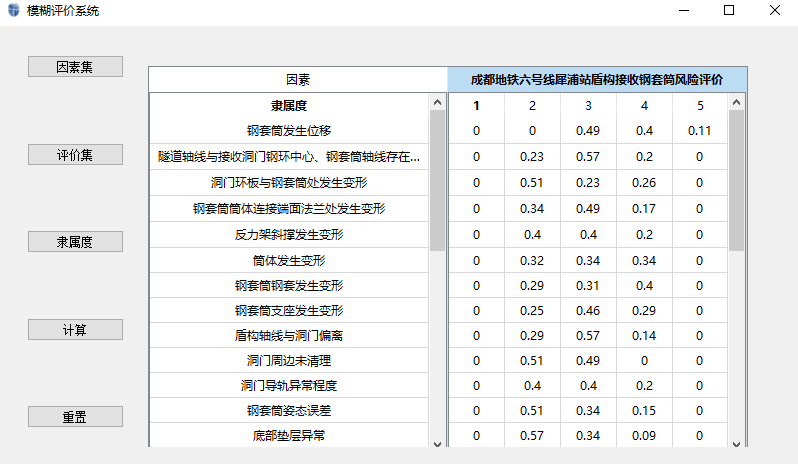 模糊评价系统
因素集
评价集
隶属度
计算
重置
因素 成都地铁六号线犀浦站盾构接收钢套筒风险评价
隶属度 1 2 3 4 5
钢套筒发生位移 0 0 0.49 0.4 0.11
隧道轴线与接收洞门钢环中心、钢套筒轴线存在... 0 0.23 0.57 0.2 0
洞门环板与钢套筒处发生变形 0 0.51 0.23 0.26 0
钢套筒筒体连接端面法兰处发生变形 0 0.34 0.49 0.17 0
反力架斜撑发生变形 0 0.4 0.4 0.2 0
筒体发生变形 0 0.32 0.34 0.34 0
钢套筒钢套发生变形 0 0.29 0.31 0.4 0
钢套筒支座发生变形 0 0.25 0.46 0.29 0
盾构轴线与洞门偏离 0 0.29 0.57 0.14 0
洞门周边未清理 0 0.51 0.49 0 0
洞门导轨异常程度 0 0.4 0.4 0.2 0
钢套筒姿态误差 0 0.51 0.34 0.15 0
底部垫层异常 0 0.57 0.34 0.09 0